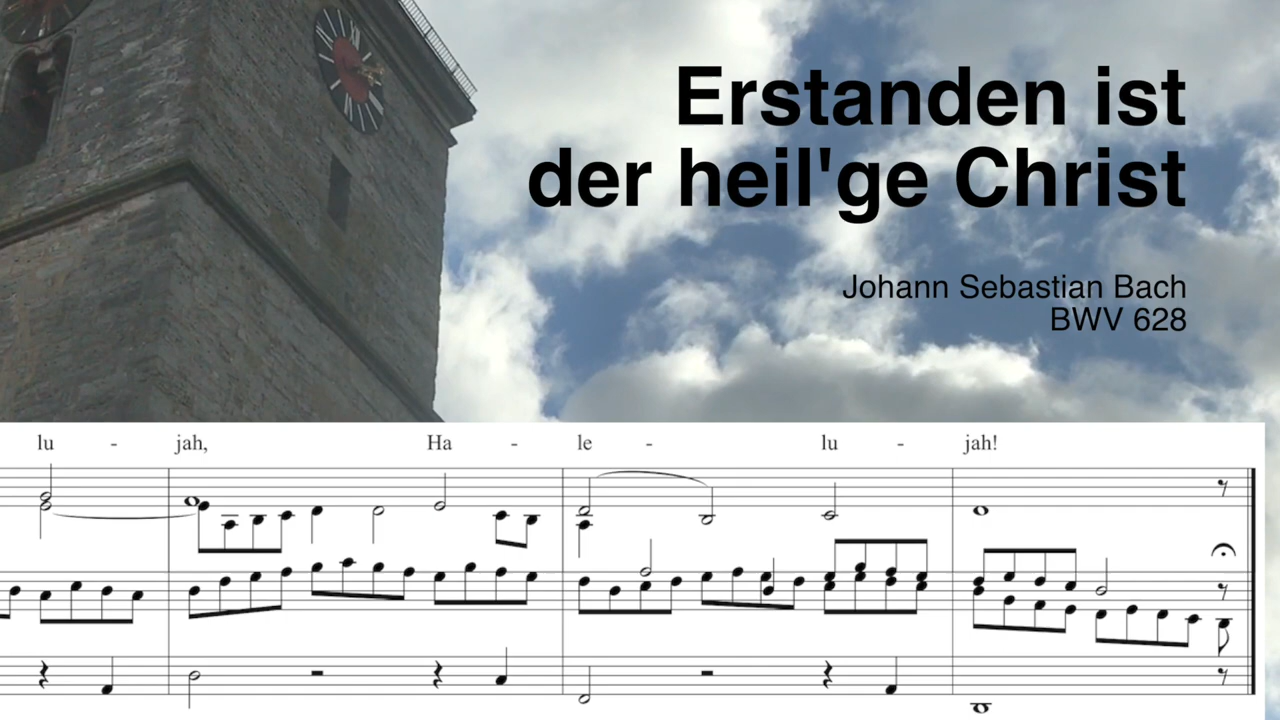 Erstanden ist
der heil'ge Christ
Johann Sebastian Bach
BWV 628
lu - jah, Ha - le - lu - jah!